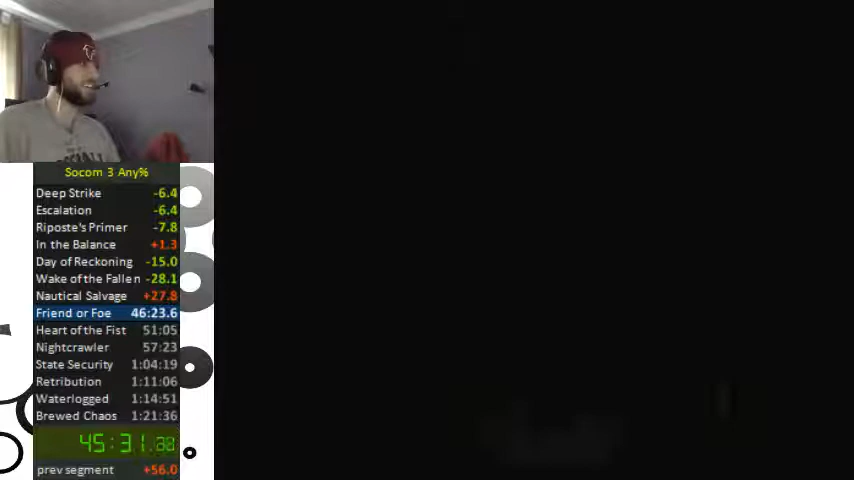 Socom 3 Any%
Deep Strike -6.4
Escalation -6.4
Riposte's Primer -7.8
In the Balance +1.3
Day of Reckoning -15.0
Wake of the Fallen -28.1
Nautical Salvage +27.8
Friend or Foe 46:23.6
Heart of the Fist 51:05
Nightcrawler 57:23
State Security 1:04:19
Retribution 1:11:06
Waterlogged 1:14:51
Brewed Chaos 1:21:36
45:31
prev segment +56.0